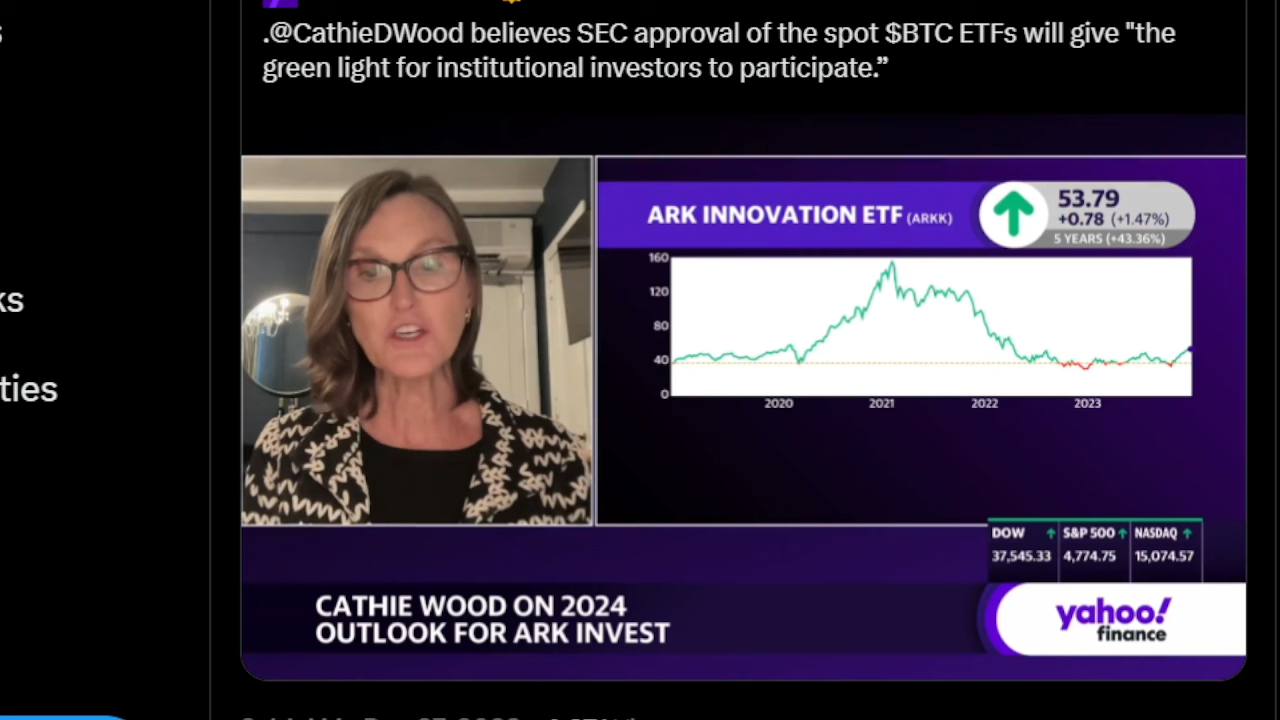 .@CathieDWood believes SEC approval of the spot $BTC ETFs will give "the
green light for institutional investors to participate.”
ks
ties
ARK INNOVATION ETF (ARKK)
53.79
+0.78 (+1.47%)
5 YEARS (+43.36%)
160
120
80
40
0
2020
2021
2022
2023
DOW
37,545.33
S&P 500
4,774.75
NASDAQ
15,074.57
CATHIE WOOD ON 2024
OUTLOOK FOR ARK INVEST
yahoo!
finance